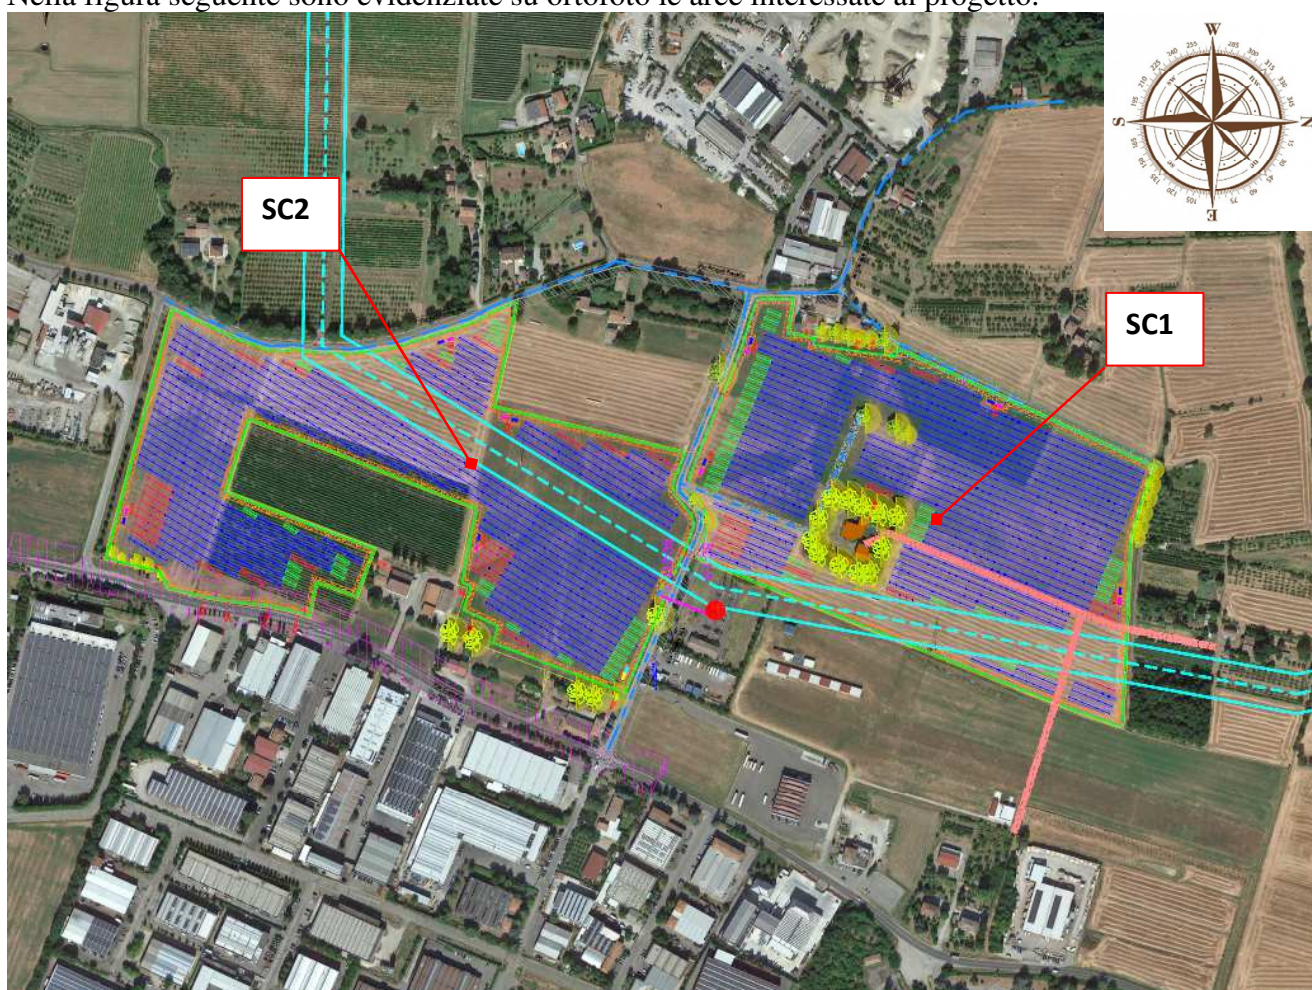 Nella figura seguente sono evidenziate su ortofoto le aree interessate al progetto.
W
S
N
E
SC2
SC1